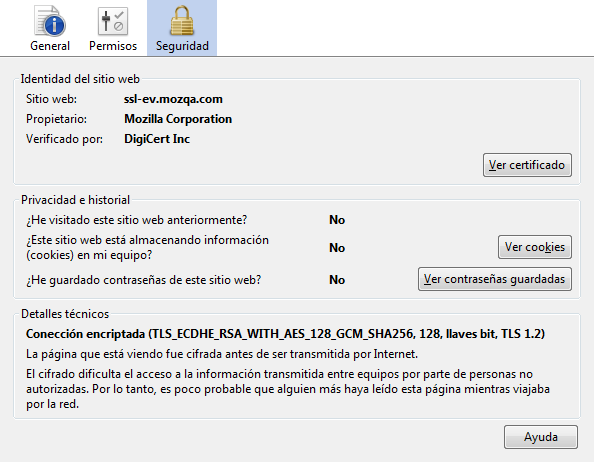 General Permisos Seguridad
Identidad del sitio web
Sitio web: ssl-ev.mozqa.com
Propietario: Mozilla Corporation
Verificado por: DigiCert Inc
Ver certificado
Privacidad e historial
¿He visitado este sitio web anteriormente? No
¿Este sitio web está almacenando información
(cookies) en mi equipo? No Ver cookies
¿He guardado contraseñas de este sitio web? No Ver contraseñas guardadas
Detalles técnicos
Conección encriptada (TLS_ECDHE_RSA_WITH_AES_128_GCM_SHA256, 128, llaves bit, TLS 1.2)
La página que está viendo fue cifrada antes de ser transmitida por Internet.
El cifrado dificulta el acceso a la información transmitida entre equipos por parte de personas no
autorizadas. Por lo tanto, es poco probable que alguien más haya leído esta página mientras viajaba
por la red.
Ayuda